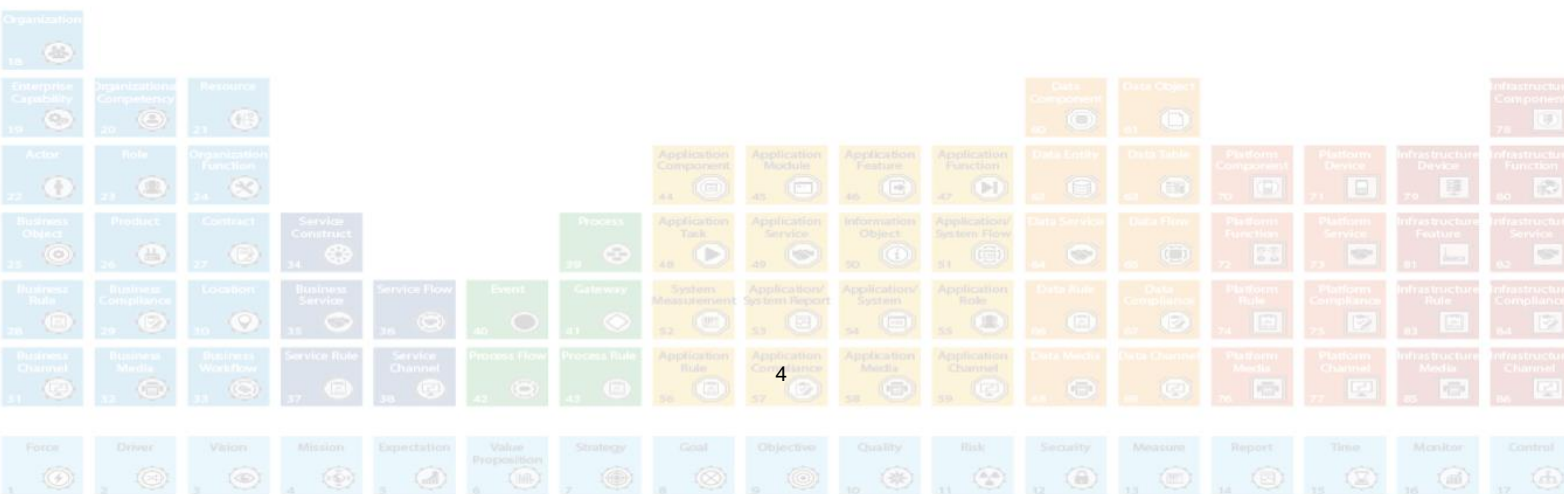 Organization
18
Enterprise Capability
19
Organizational Competency
20
Resource
21
Data Component
60
Data Object
61
Infrastructure Component
78
Actor
22
Role
23
Organization Function
24
Application Component
44
Application Module
45
Application Feature
46
Application Function
47
Data Entity
62
Data Table
63
Platform Component
70
Platform Device
71
Infrastructure Device
79
Infrastructure Function
80
Business Object
25
Product
26
Contract
27
Service Construct
34
Process
39
Application Task
48
Application Service
49
Information Object
50
Application/ System Flow
51
Data Service
64
Data Flow
65
Platform Function
72
Platform Service
73
Infrastructure Feature
81
Infrastructure Service
82
Business Rule
28
Business Compliance
29
Location
30
Business Service
35
Service Flow
36
Event
40
Gateway
41
System Measurement
52
Application/ System Report
53
Application/ System
54
Application Role
55
Data Rule
66
Data Compliance
67
Platform Rule
74
Platform Compliance
75
Infrastructure Rule
83
Infrastructure Compliance
84
Business Channel
31
Business Media
32
Business Workflow
33
Service Rule
37
Service Channel
38
Process Flow
42
Process Rule
43
Application Rule
56
Application Compliance
57
4
Application Media
58
Application Channel
59
Data Media
68
Data Channel
69
Platform Media
76
Platform Channel
77
Infrastructure Media
85
Infrastructure Channel
86
Force
1
Driver
2
Vision
3
Mission
4
Expectation
5
Value Proposition
6
Strategy
7
Goal
8
Objective
9
Quality
10
Risk
11
Security
12
Measure
13
Report
14
Time
15
Monitor
16
Control
17